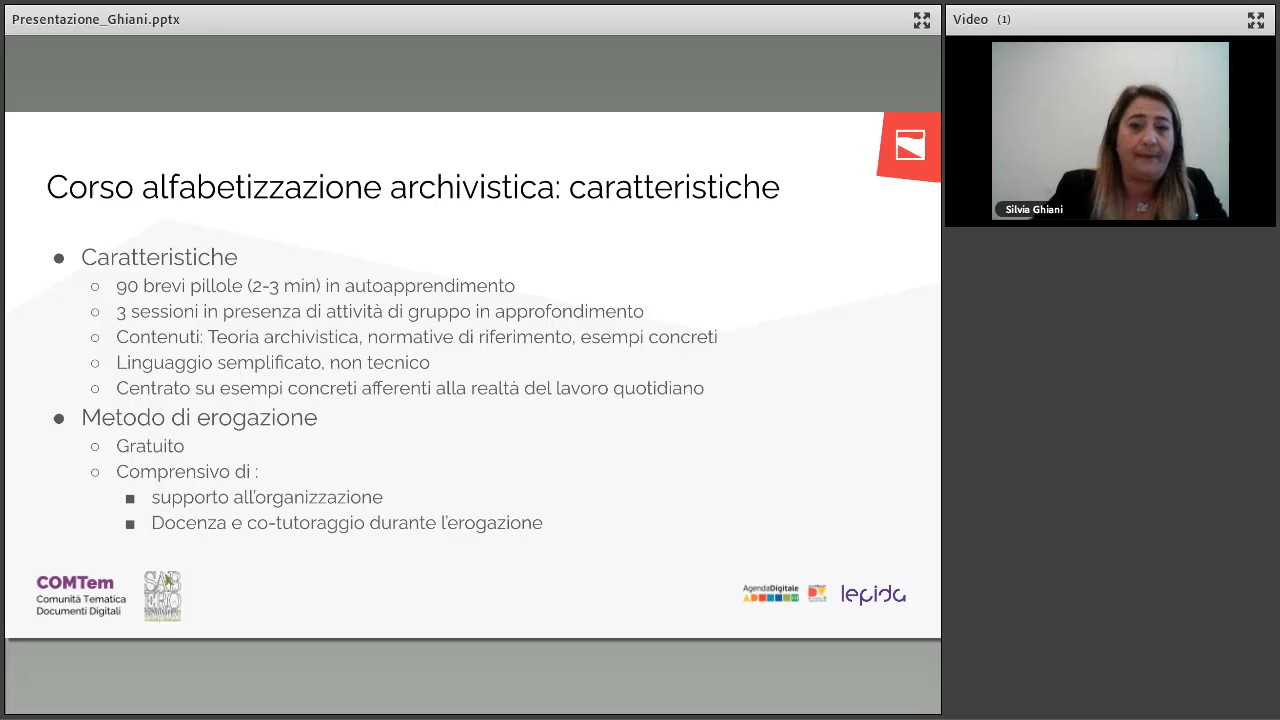 Presentazione_Ghiani.pptx
Video (1)
Silvia Ghiani
Corso alfabetizzazione archivistica: caratteristiche
● Caratteristiche
○ 90 brevi pillole (2-3 min) in autoapprendimento
○ 3 sessioni in presenza di attività di gruppo in approfondimento
○ Contenuti: Teoria archivistica, normative di riferimento, esempi concreti
○ Linguaggio semplificato, non tecnico
○ Centrato su esempi concreti afferenti alla realtà del lavoro quotidiano
● Metodo di erogazione
○ Gratuito
○ Comprensivo di :
■ supporto all'organizzazione
■ Docenza e co-tutoraggio durante l'erogazione
COMTem
Comunità Tematica
Documenti Digitali
SAB
ERO
AgendaDigitale
lepida